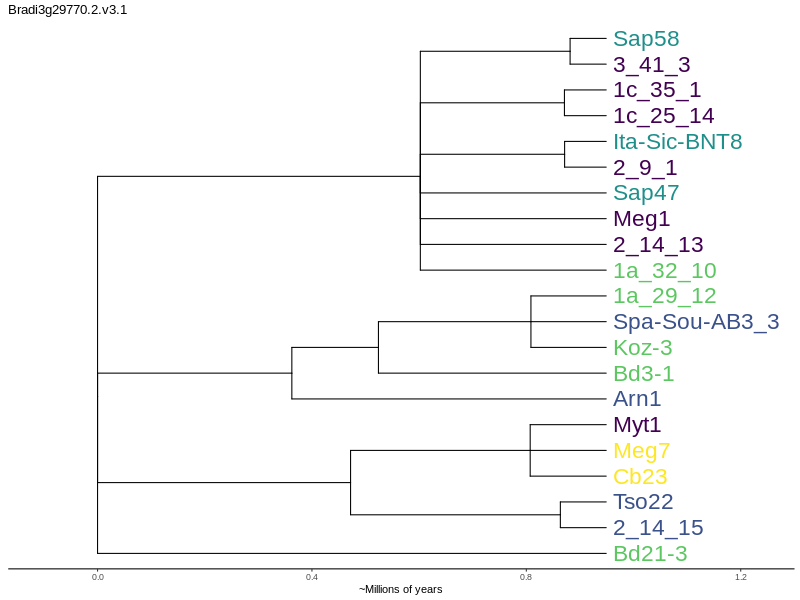 Bradi3g29770.2.v3.1
Sap58
3_41_3
1c_35_1
1c_25_14
Ita-Sic-BNT8
2_9_1
Sap47
Meg1
2_14_13
1a_32_10
1a_29_12
Spa-Sou-AB3_3
Koz-3
Bd3-1
Arn1
Myt1
Meg7
Cb23
Tso22
2_14_15
Bd21-3
0.0 0.4 0.8 1.2
~Millions of years